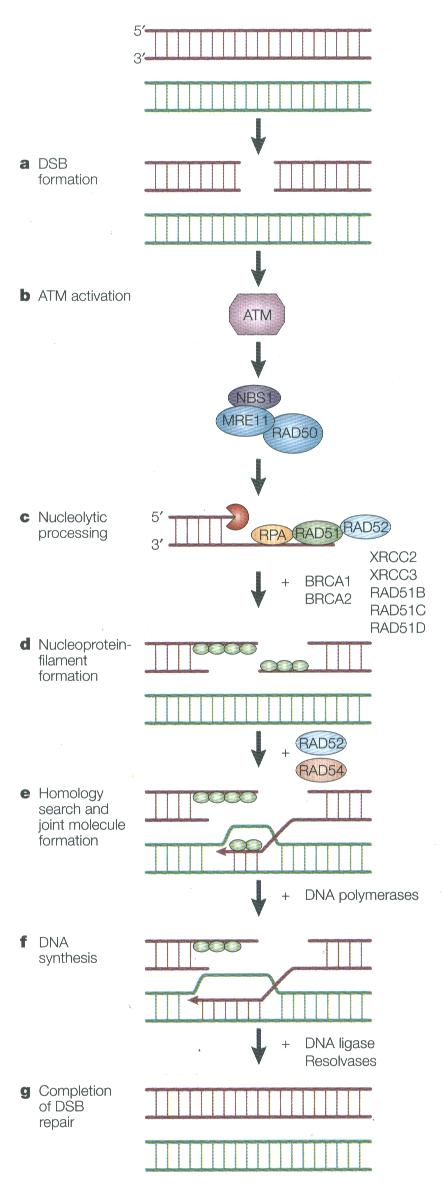 5′
3′
a DSB
formation
b ATM activation
ATM
NBS1
MRE11
RAD50
c Nucleolytic
processing
5′
3′
RPA
RAD51
RAD52
+ BRCA1
BRCA2
XRCC2
XRCC3
RAD51B
RAD51C
RAD51D
d Nucleoprotein-
filament
formation
+
RAD52
RAD54
e Homology
search and
joint molecule
formation
+ DNA polymerases
f DNA
synthesis
+ DNA ligase
Resolvases
g Completion
of DSB
repair